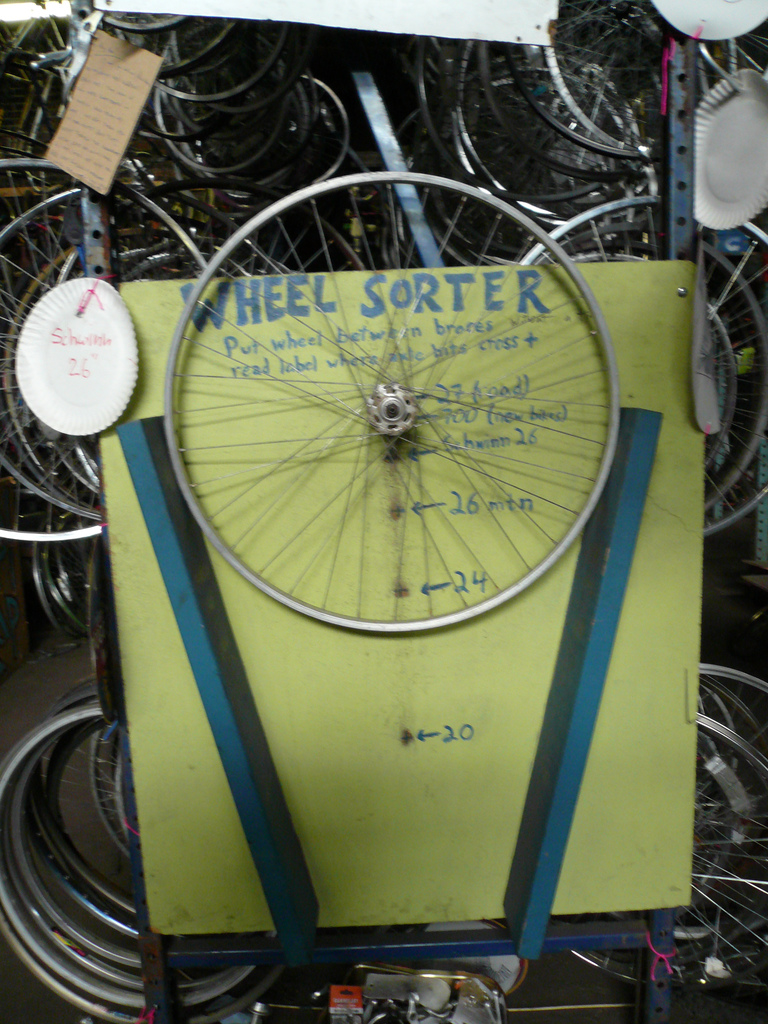 WHEEL SORTER
Put wheel between braces
read label where axle hits cross +
27 (road)
700 (new bikes)
Schwinn 26
26 mtn
24
20
Schwinn
26"